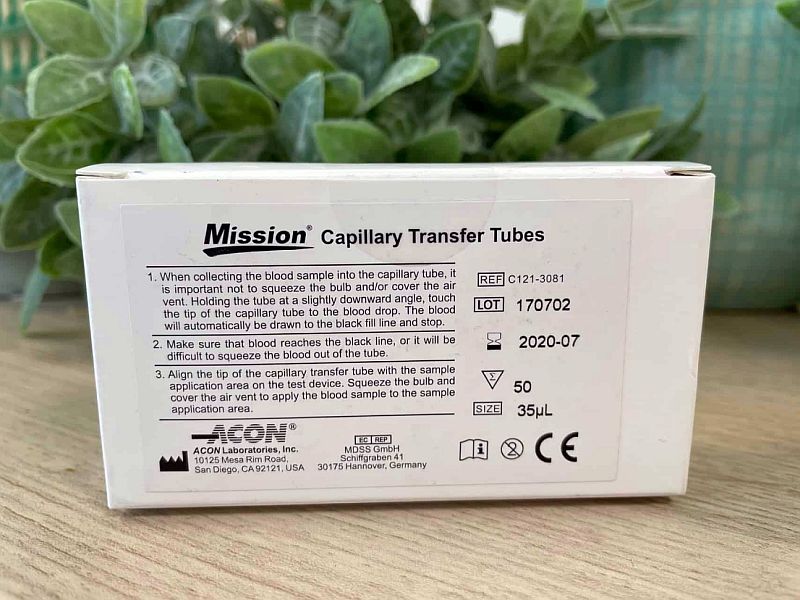 Mission® Capillary Transfer Tubes
1. When collecting the blood sample into the capillary tube, it
is important not to squeeze the bulb and/or cover the air
vent. Holding the tube at a slightly downward angle, touch
the tip of the capillary tube to the blood drop. The blood
will automatically be drawn to the black fill line and stop.
2. Make sure that blood reaches the black line, or it will be
difficult to squeeze the blood out of the tube.
3. Align the tip of the capillary transfer tube with the sample
application area on the test device. Squeeze the bulb and
cover the air vent to apply the blood sample to the sample
application area.
REF C121-3081
LOT 170702
2020-07
Σ 50
SIZE 35µL
ACON®
ACON Laboratories, Inc.
10125 Mesa Rim Road,
San Diego, CA 92121, USA
EC REP
MDSS GmbH
Schiffgraben 41
30175 Hannover, Germany
i 2 CE